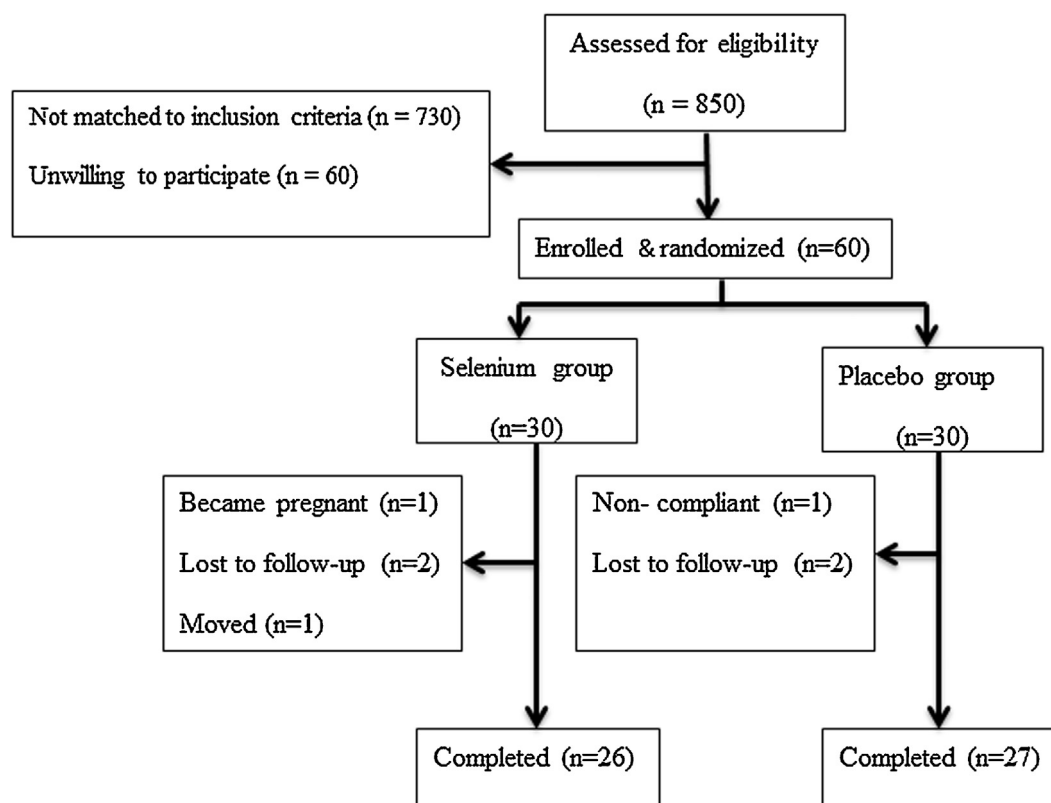 Assessed for eligibility
(n = 850)
Not matched to inclusion criteria (n = 730)
Unwilling to participate (n = 60)
Enrolled & randomized (n=60)
Selenium group
(n=30)
Placebo group
(n=30)
Became pregnant (n=1)
Lost to follow-up (n=2)
Moved (n=1)
Non- compliant (n=1)
Lost to follow-up (n=2)
Completed (n=26)
Completed (n=27)